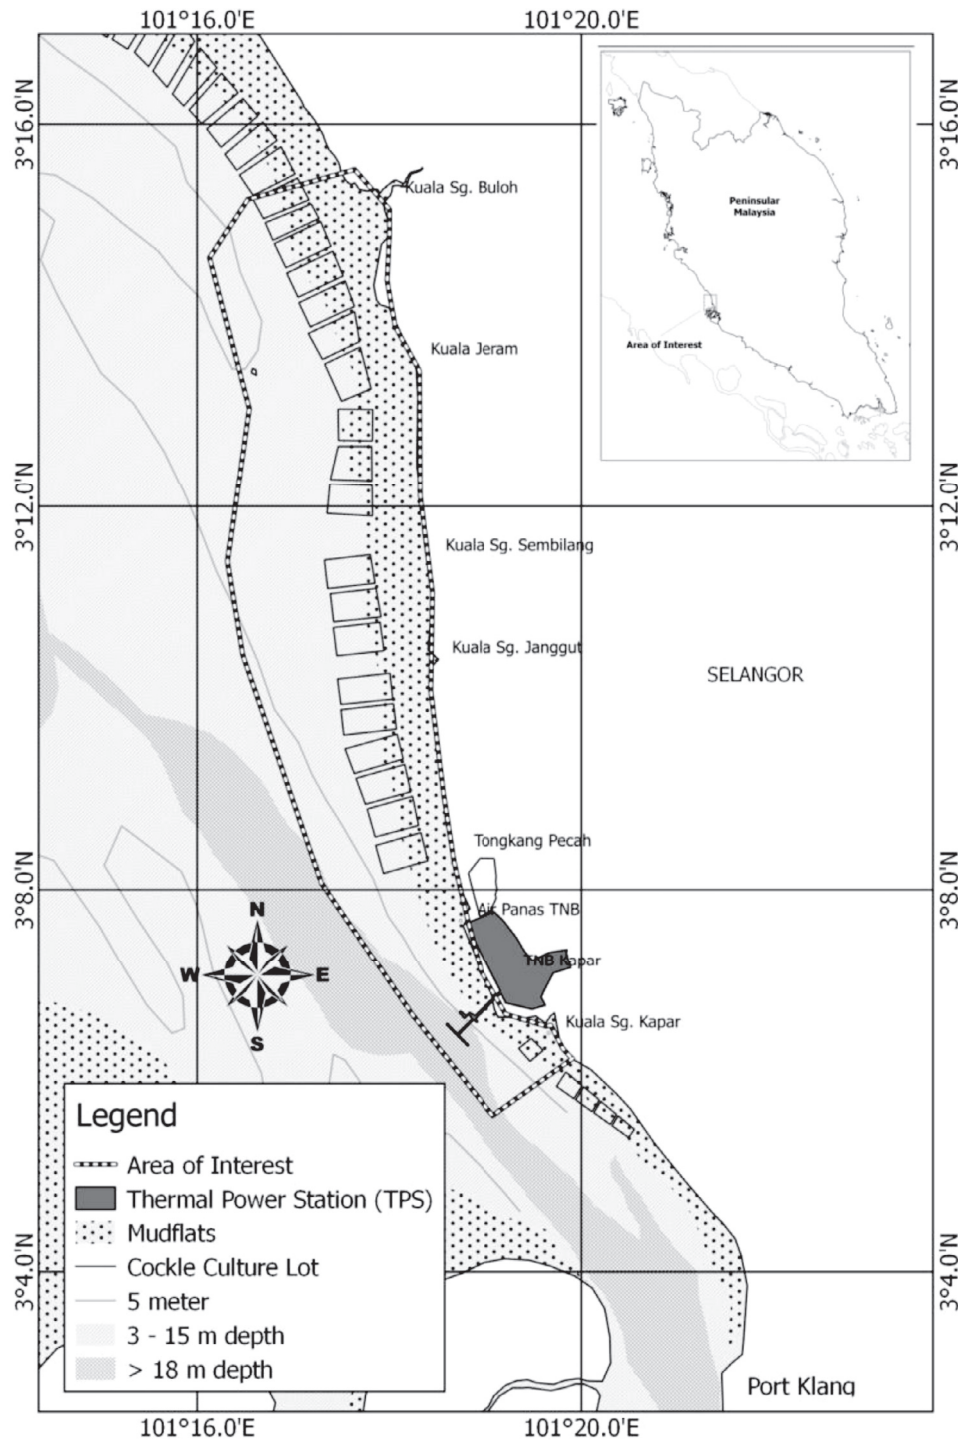 101°16.0'E
101°20.0'E
3°16.0'N
3°16.0'N
Kuala Sg. Buloh
Peninsular
Malaysia
Area of Interest
Kuala Jeram
3°12.0'N
3°12.0'N
Kuala Sg. Sembilang
Kuala Sg. Janggut
SELANGOR
Tongkang Pecah
3°8.0'N
3°8.0'N
Air Panas TNB
TNB Kapar
N
W
E
S
Kuala Sg. Kapar
Legend
Area of Interest
Thermal Power Station (TPS)
Mudflats
Cockle Culture Lot
5 meter
3 - 15 m depth
> 18 m depth
3°4.0'N
3°4.0'N
Port Klang
101°16.0'E
101°20.0'E